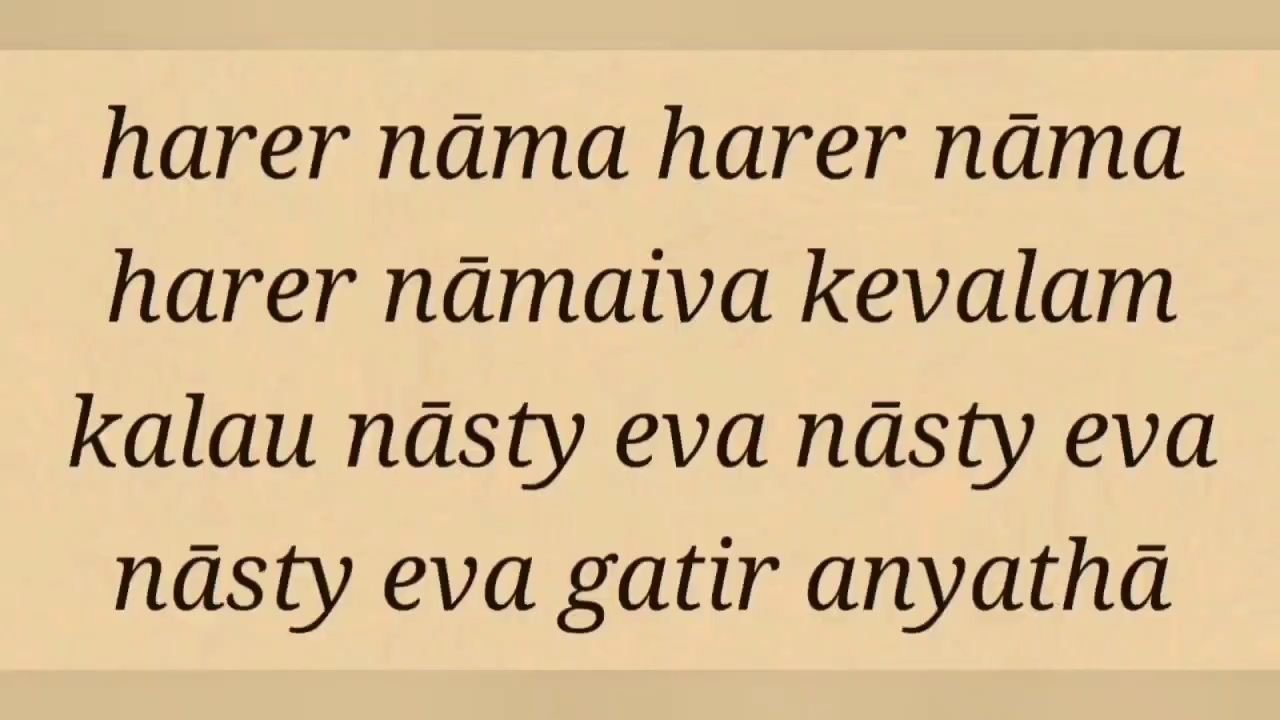 harer nāma harer nāma
harer nāmaiva kevalam
kalau nāsty eva nāsty eva
nāsty eva gatir anyathā